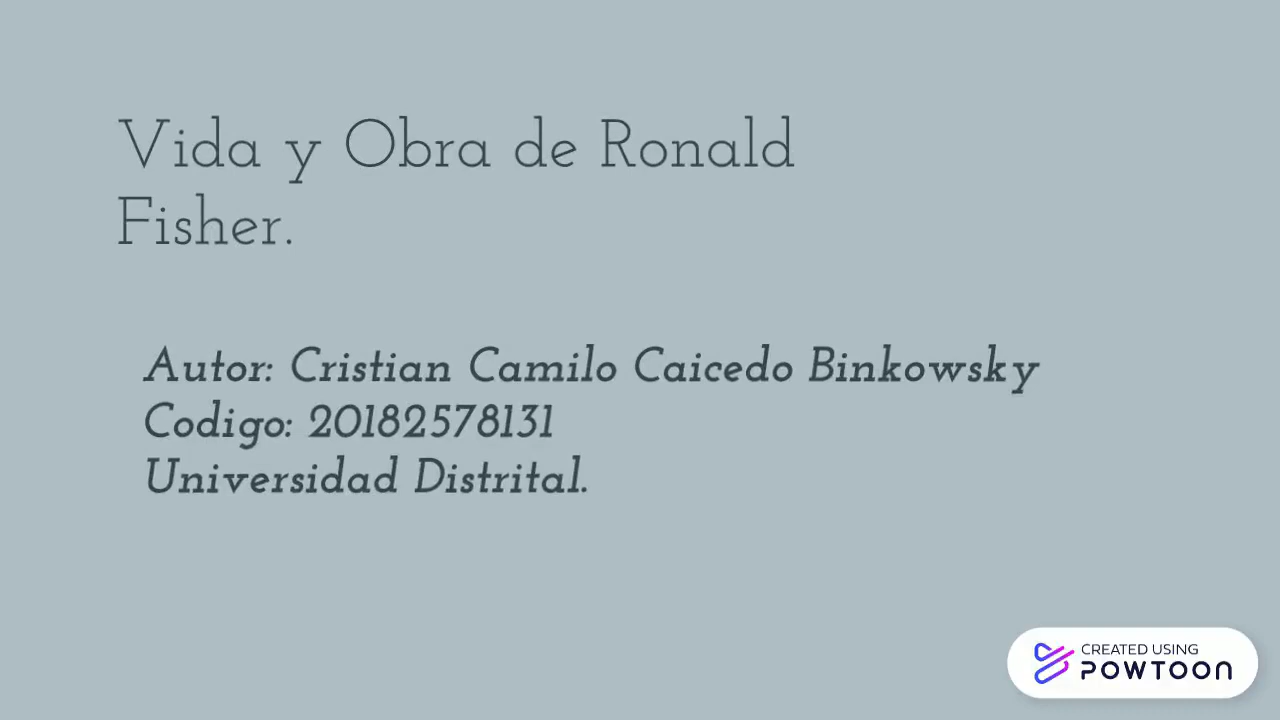 Vida y Obra de Ronald
Fisher.
Autor: Cristian Camilo Caicedo Binkowsky
Codigo: 20182578131
Universidad Distrital.
CREATED USING
POWTOON